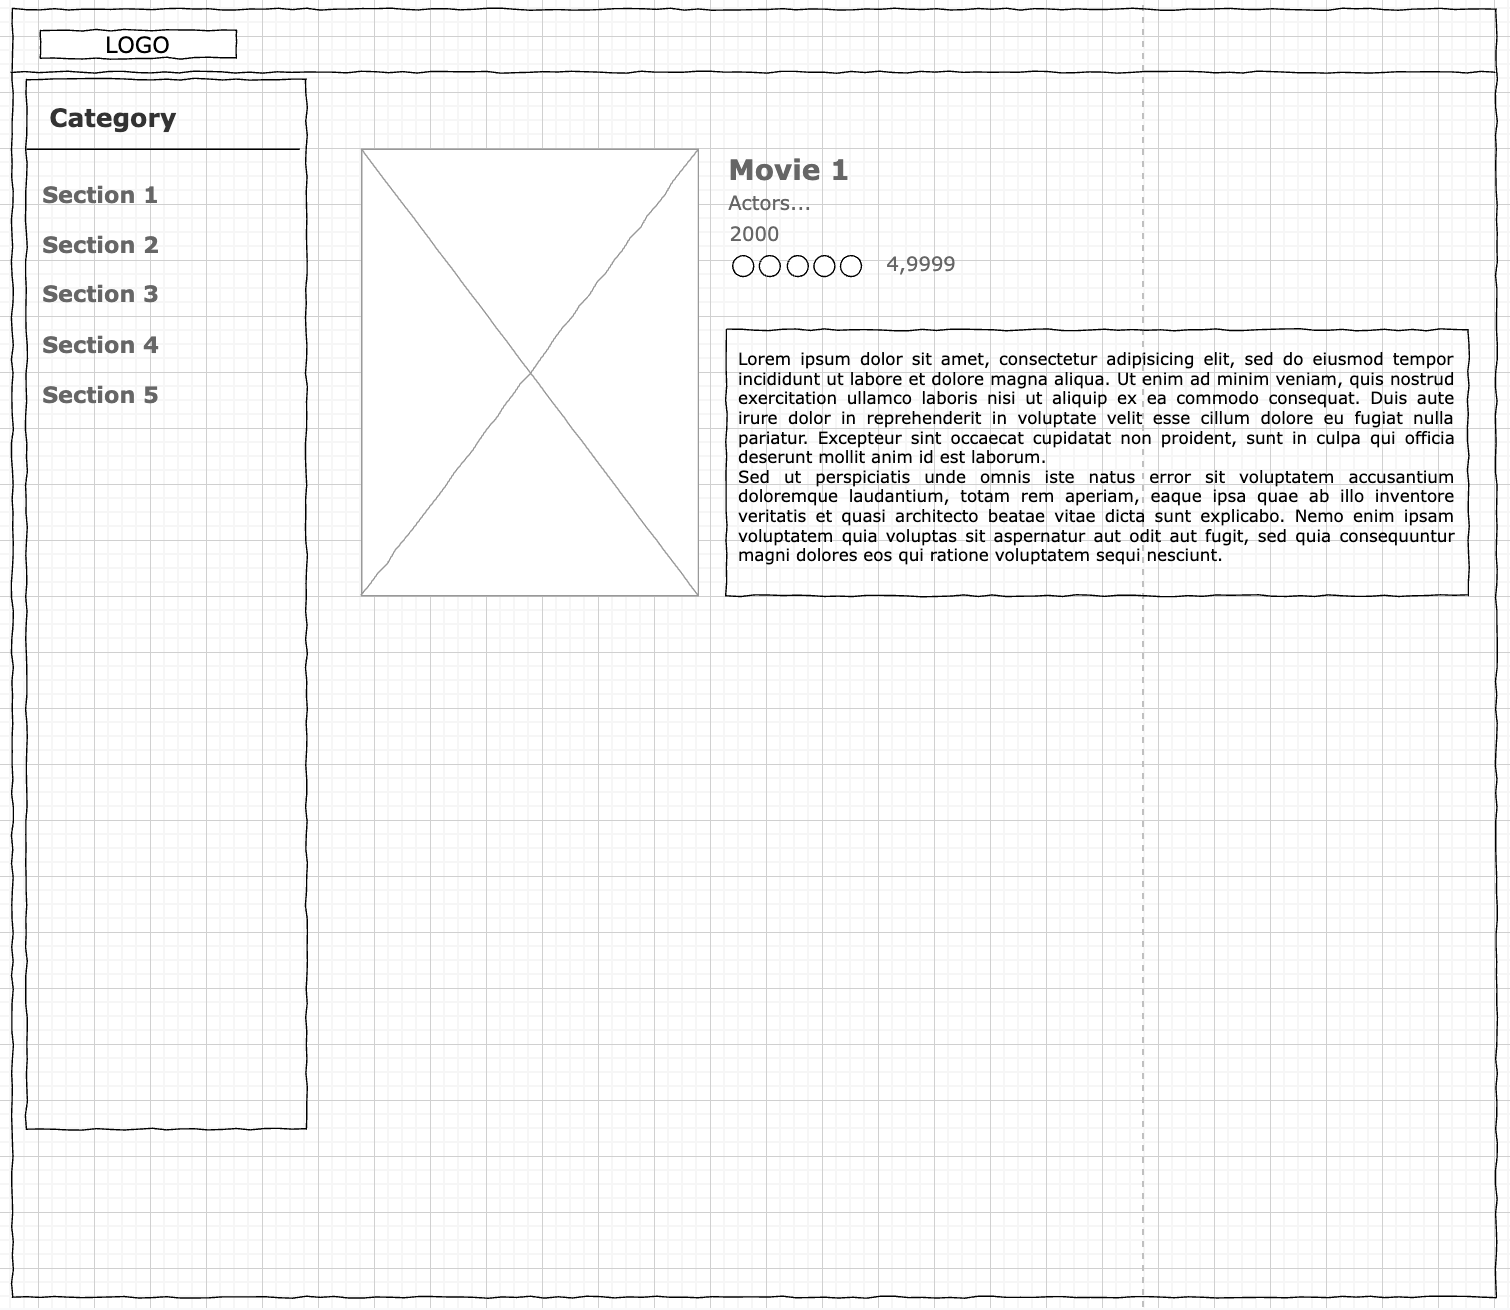 LOGO
Category
Section 1
Section 2
Section 3
Section 4
Section 5
Movie 1
Actors...
2000
4,9999
Lorem ipsum dolor sit amet, consectetur adipisicing elit, sed do eiusmod tempor
incididunt ut labore et dolore magna aliqua. Ut enim ad minim veniam, quis nostrud
exercitation ullamco laboris nisi ut aliquip ex ea commodo consequat. Duis aute
irure dolor in reprehenderit in voluptate velit esse cillum dolore eu fugiat nulla
pariatur. Excepteur sint occaecat cupidatat non proident, sunt in culpa qui officia
deserunt mollit anim id est laborum.
Sed ut perspiciatis unde omnis iste natus error sit voluptatem accusantium
doloremque laudantium, totam rem aperiam, eaque ipsa quae ab illo inventore
veritatis et quasi architecto beatae vitae dicta sunt explicabo. Nemo enim ipsam
voluptatem quia voluptas sit aspernatur aut odit aut fugit, sed quia consequuntur
magni dolores eos qui ratione voluptatem sequi nesciunt.